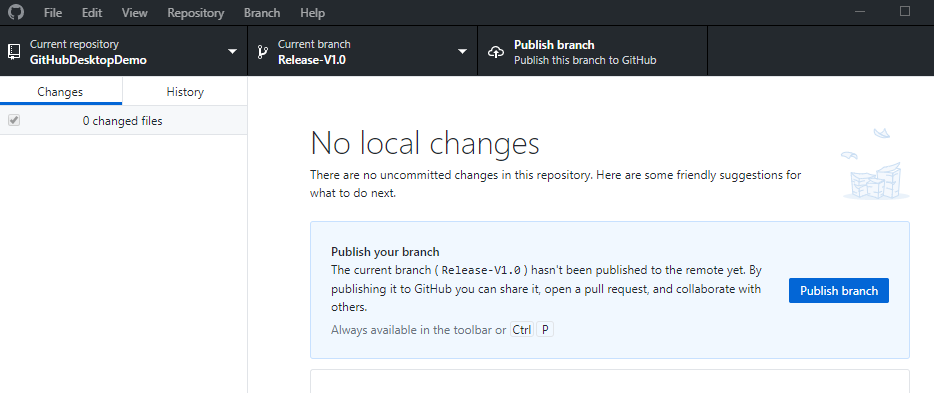 File Edit View Repository Branch Help
Current repository
GitHubDesktopDemo
Current branch
Release-V1.0
Publish branch
Publish this branch to GitHub
Changes History
0 changed files
No local changes
There are no uncommitted changes in this repository. Here are some friendly suggestions for
what to do next.
Publish your branch
The current branch ( Release-V1.0 ) hasn't been published to the remote yet. By
publishing it to GitHub you can share it, open a pull request, and collaborate with
others.
Always available in the toolbar or Ctrl P
Publish branch